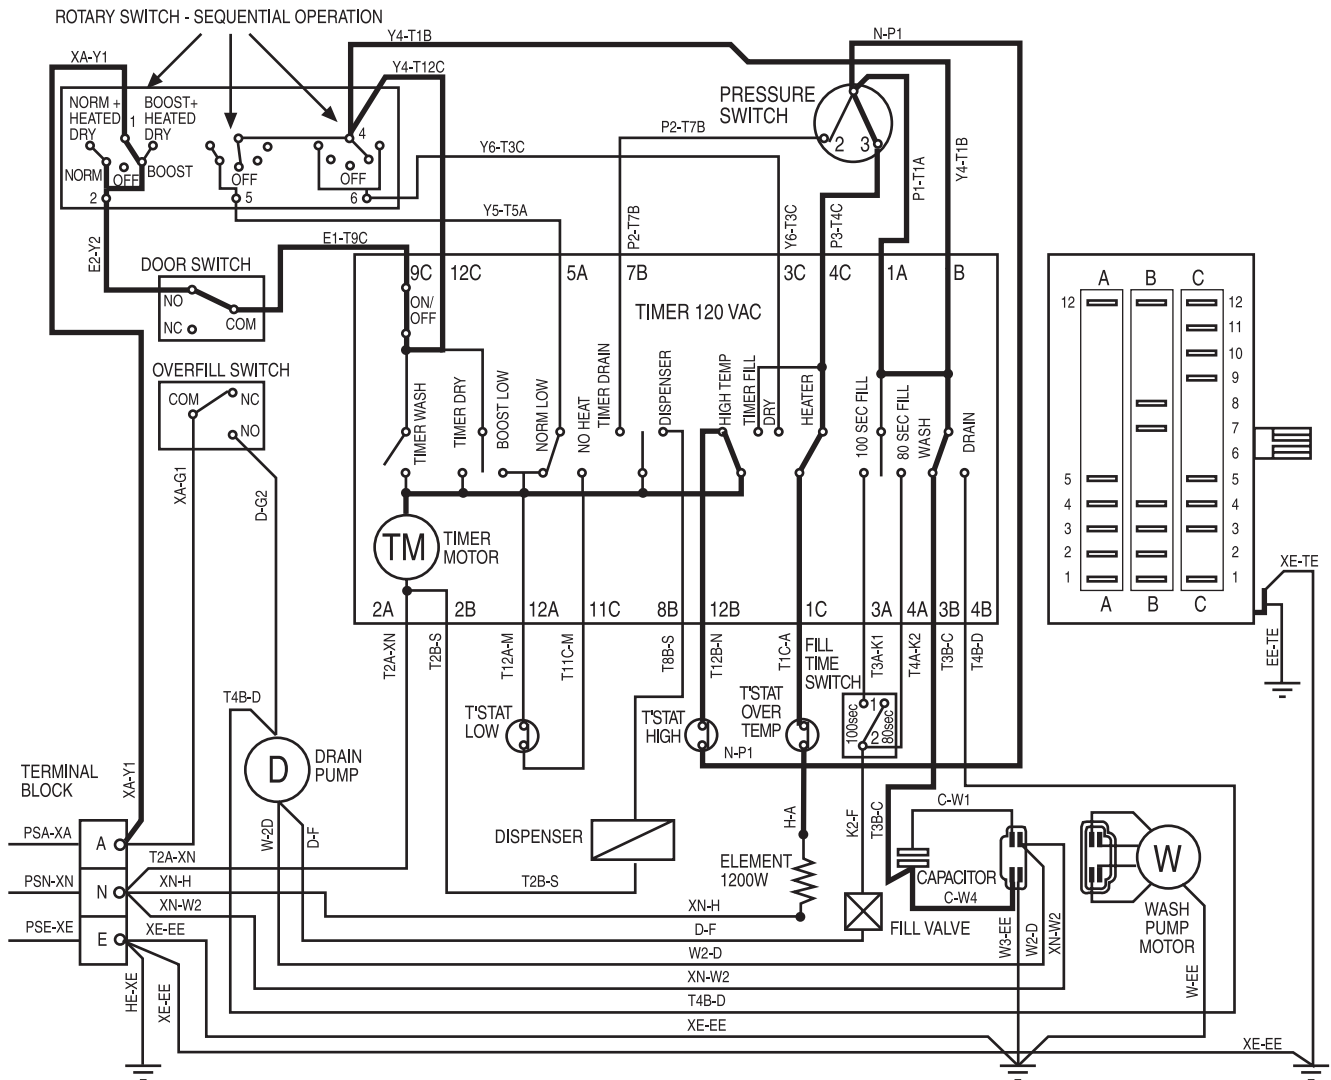 ROTARY SWITCH - SEQUENTIAL OPERATION
XA-Y1
Y4-T1B
Y4-T12C
N-P1
NORM +
HEATED
DRY
BOOST+
HEATED
DRY
1
4
PRESSURE
SWITCH
2
3
P2-T7B
Y6-T3C
P1-T1A
Y4-T1B
NORM
OFF
BOOST
OFF
OFF
2
5
6
Y5-T5A
E2-Y2
E1-T9C
P2-T7B
Y6-T3C
P3-T4C
DOOR SWITCH
NO
NC
COM
9C
12C
5A
7B
3C
4C
1A
B
ON/
OFF
TIMER 120 VAC
OVERFILL SWITCH
COM
NC
NO
TIMER WASH
TIMER DRY
BOOST LOW
NORM LOW
NO HEAT
TIMER DRAIN
DISPENSER
HIGH TEMP
TIMER FILL
DRY
HEATER
100 SEC FILL
80 SEC FILL
WASH
DRAIN
A
B
C
12
12
11
10
9
8
7
6
5
5
4
4
3
3
2
2
1
1
A
B
C
XE-TE
EE-TE
XA-G1
D-G2
TM
TIMER
MOTOR
2A
2B
12A
11C
8B
12B
1C
3A
4A
3B
4B
T2A-XN
T2B-S
T12A-M
T11C-M
T8B-S
T12B-N
T1C-A
FILL
TIME
SWITCH
T3A-K1
T4A-K2
T3B-C
T4B-D
T4B-D
T'STAT
LOW
T'STAT
HIGH
T'STAT
OVER
TEMP
1
2
100sec
80sec
N-P1
D
DRAIN
PUMP
TERMINAL
BLOCK
XA-Y1
PSA-XA
A
W-2D
D-F
DISPENSER
H-A
K2-F
T3B-C
C-W1
T2A-XN
PSN-XN
N
XN-H
XN-W2
T2B-S
ELEMENT
1200W
CAPACITOR
C-W4
W
WASH
PUMP
MOTOR
XN-H
PSE-XE
E
XE-EE
D-F
FILL VALVE
W2-D
W3-EE
W2-D
XN-W2
W-EE
XN-W2
HE-XE
XE-EE
T4B-D
XE-EE
XE-EE